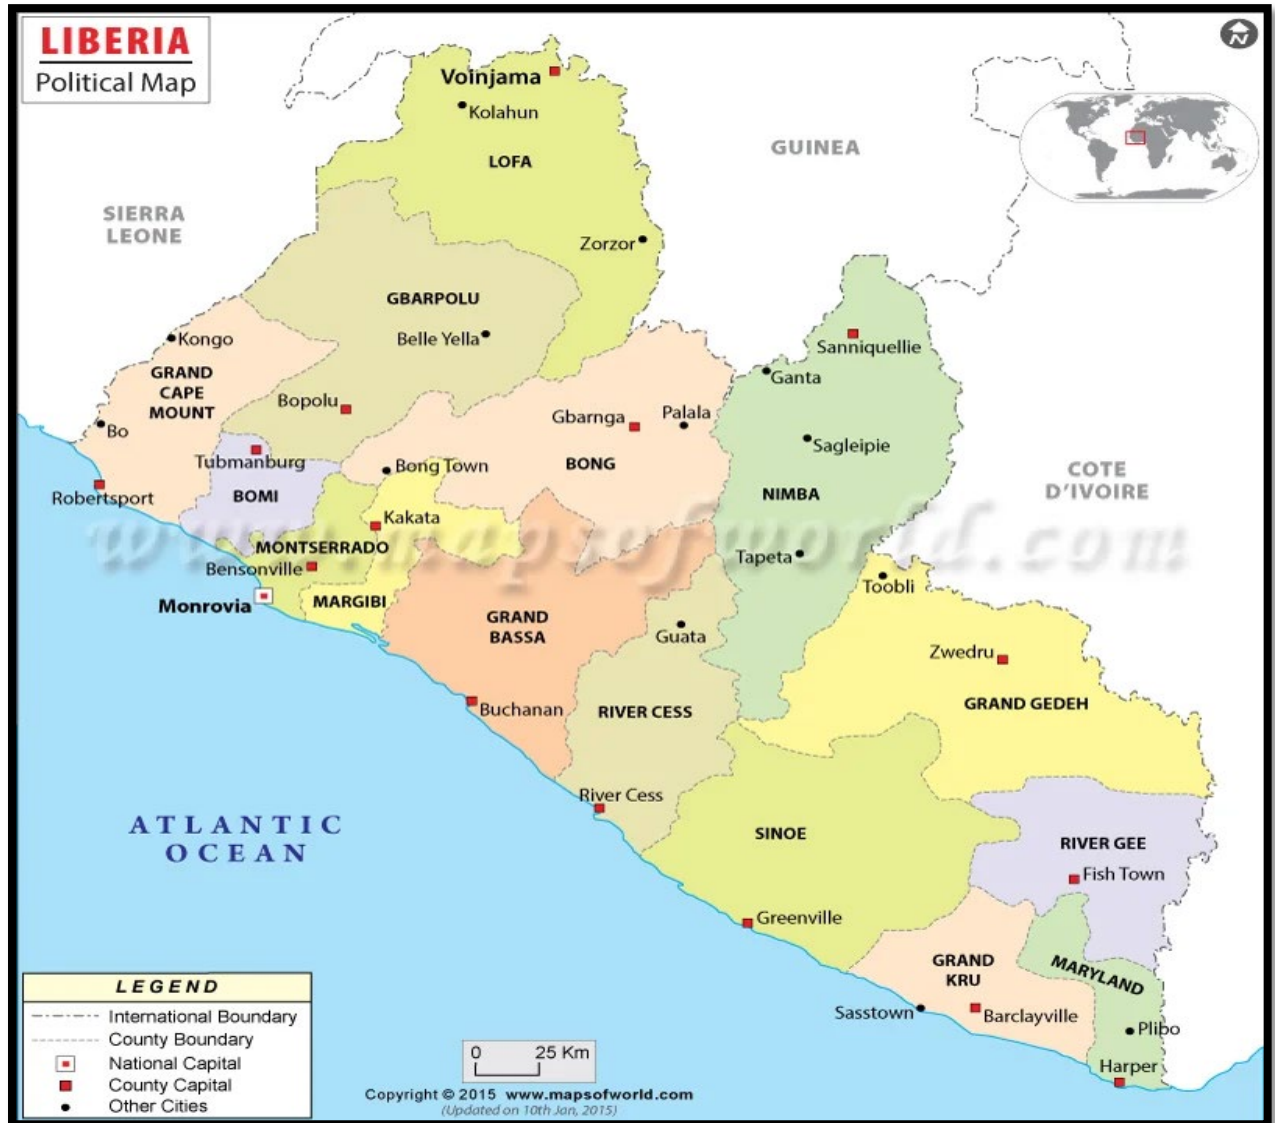 LIBERIA
Political Map
N
Voinjama
Kolahun
LOFA
GUINEA
SIERRA
LEONE
Zorzor
GBARPOLU
Belle Yella
Kongo
Sanniquellie
GRAND
CAPE
MOUNT
Ganta
Bopolu
Gbarnga
Palala
Bo
Sagleipie
Tubmanburg
Bong Town
BONG
COTE
D'IVOIRE
Robertsport
BOMI
NIMBA
Kakata
www.mapsofworld.com
MONTSERRADO
Bensonville
Tapeta
Toobli
Monrovia
MARGIBI
GRAND
BASSA
Guata
Zwedru
GRAND GEDEH
Buchanan
RIVER CESS
River Cess
ATLANTIC
OCEAN
SINOE
RIVER GEE
Fish Town
Greenville
GRAND
KRU
MARYLAND
Sasstown
Barclayville
Plibo
Harper
LEGEND
International Boundary
County Boundary
National Capital
County Capital
Other Cities
0 25 Km
Copyright © 2015 www.mapsofworld.com
(Updated on 10th Jan, 2015)